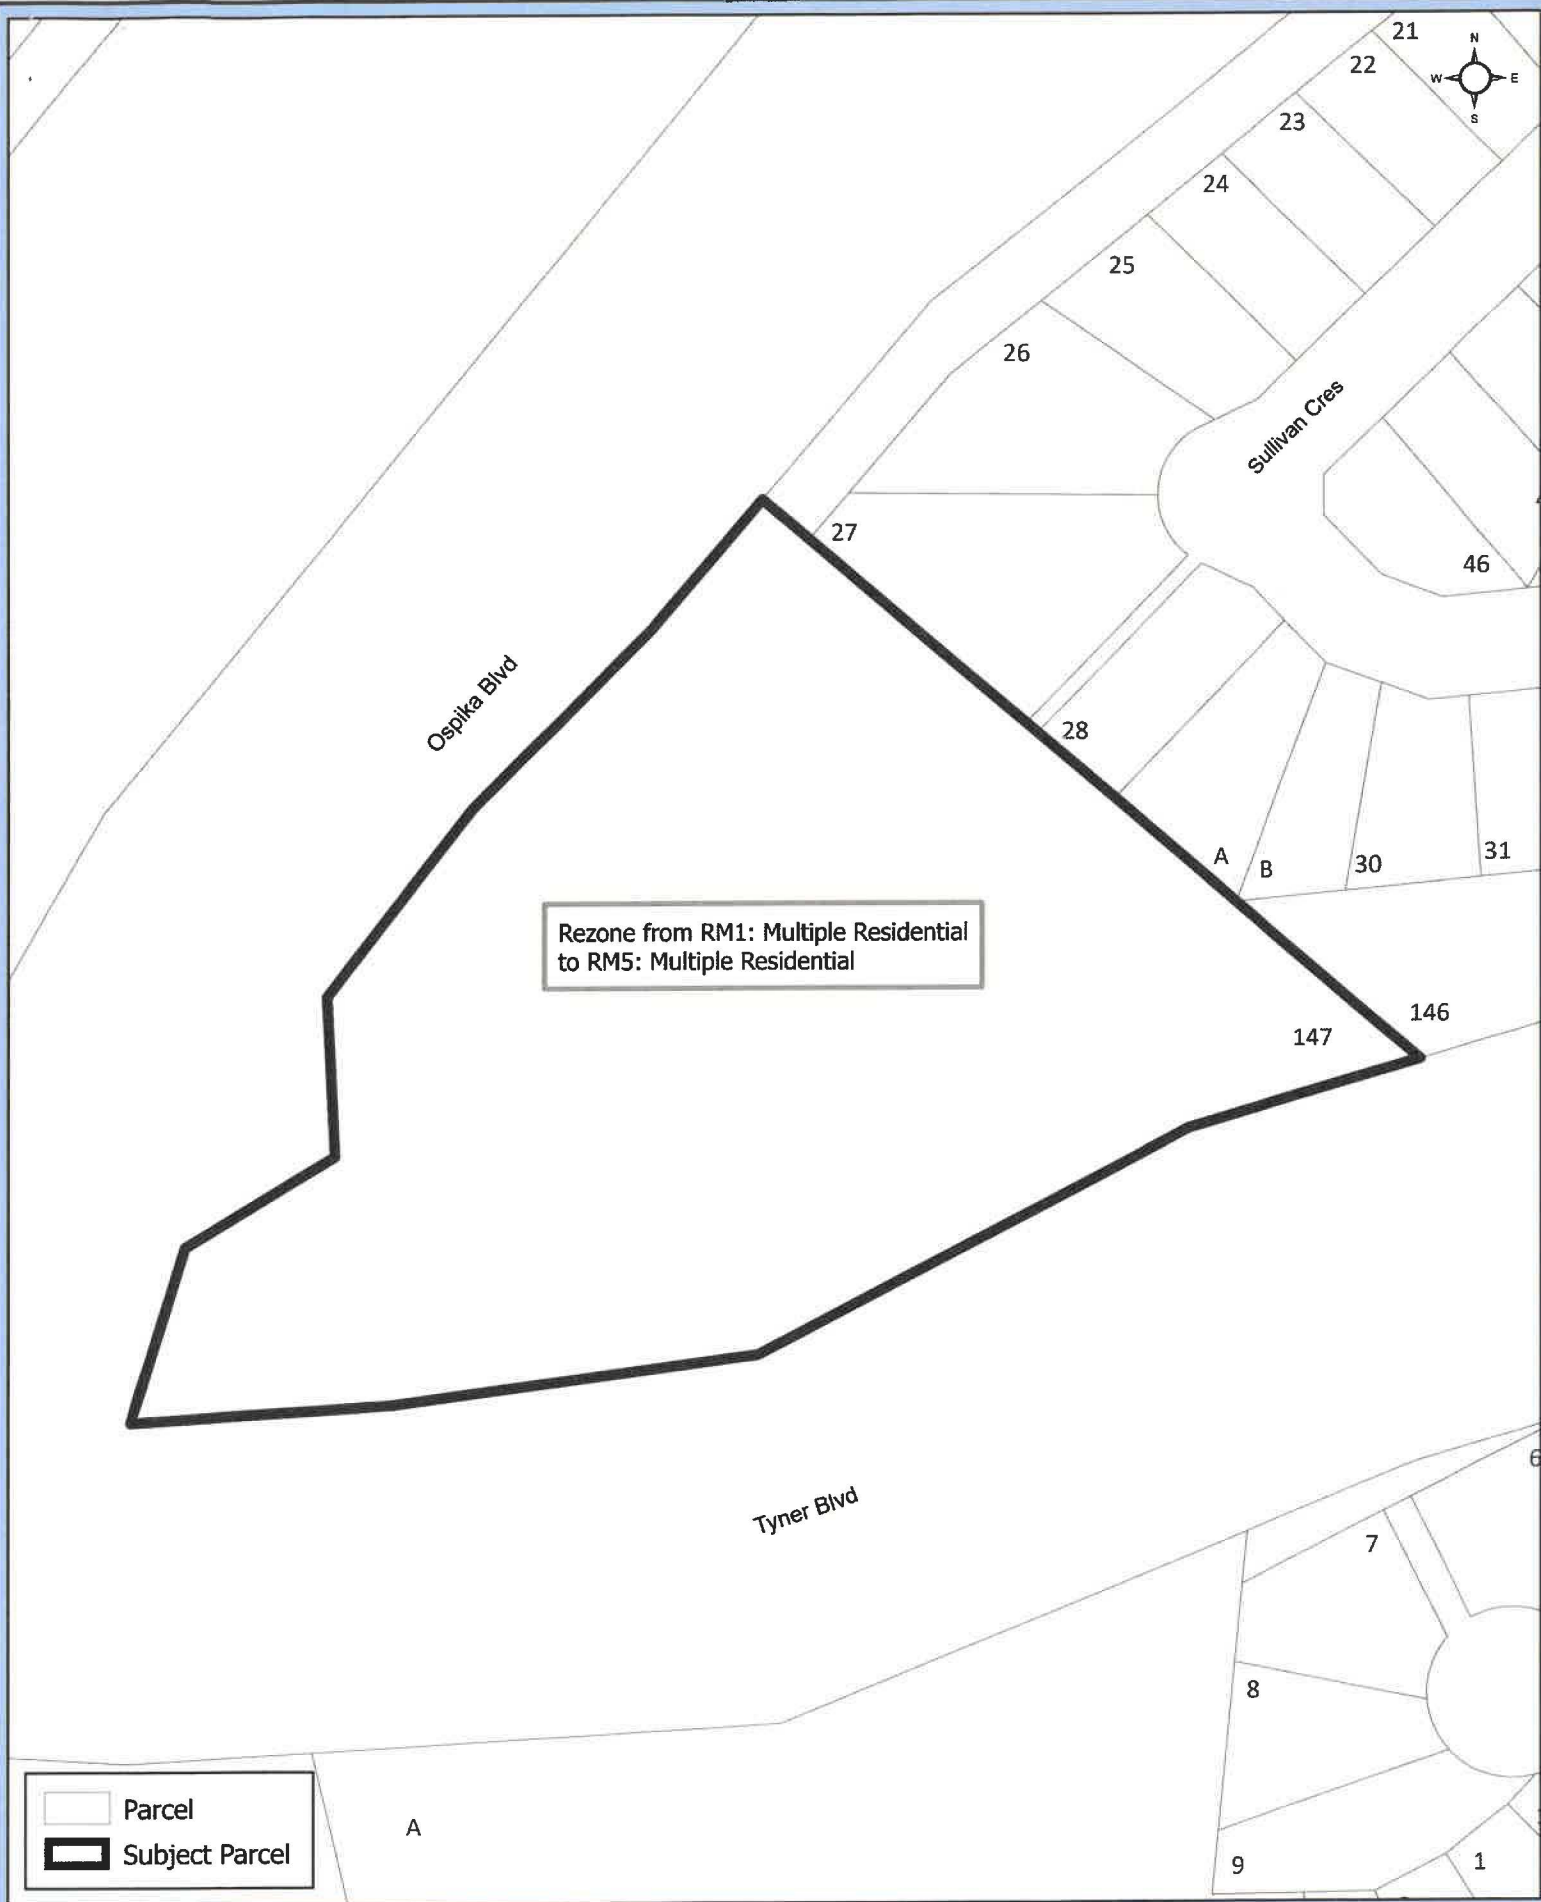 21
N
22
W E
S
23
24
25
26
Sullivan Cres
27
46
Ospika Blvd
28
A
B
30
31
Rezone from RM1: Multiple Residential
to RM5: Multiple Residential
146
147
6
Tyner Blvd
7
8
Parcel
A
Subject Parcel
9
1